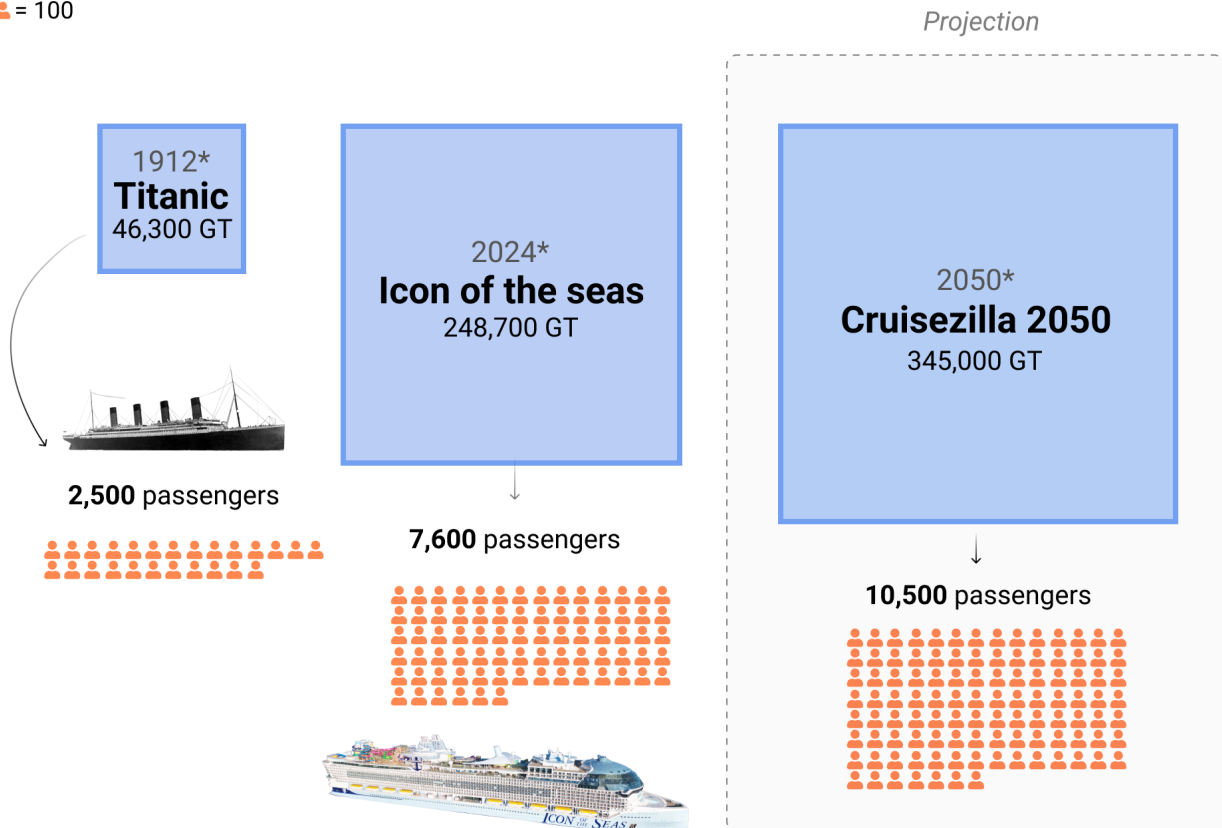 = 100
Projection
1912*
Titanic
46,300 GT
2,500 passengers
2024*
Icon of the seas
248,700 GT
7,600 passengers
ICON OF THE SEAS
2050*
Cruisezilla 2050
345,000 GT
10,500 passengers